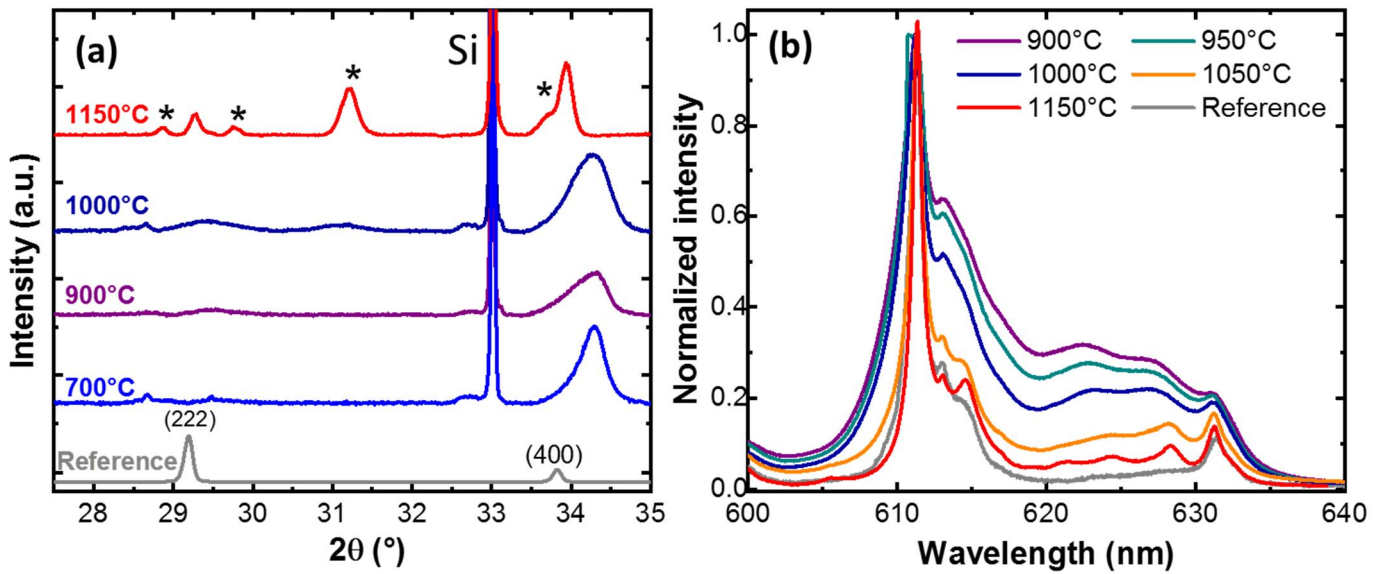 (a)
Si
*
*
*
*
1150°C
1000°C
900°C
700°C
(222)
(400)
Reference
28 29 30 31 32 33 34 35
2θ (°)
Intensity (a.u.)
(b)
900°C 950°C
1000°C 1050°C
1150°C Reference
1.0
0.8
0.6
0.4
0.2
0.0
600 610 620 630 640
Wavelength (nm)
Normalized intensity